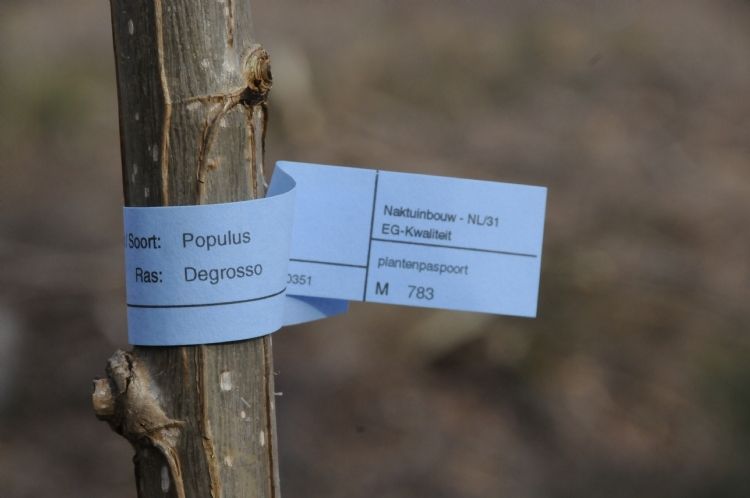 Soort: Populus
Ras: Degrosso
0351
Naktuinbouw - NL/31
EG-Kwaliteit
plantenpaspoort
M 783